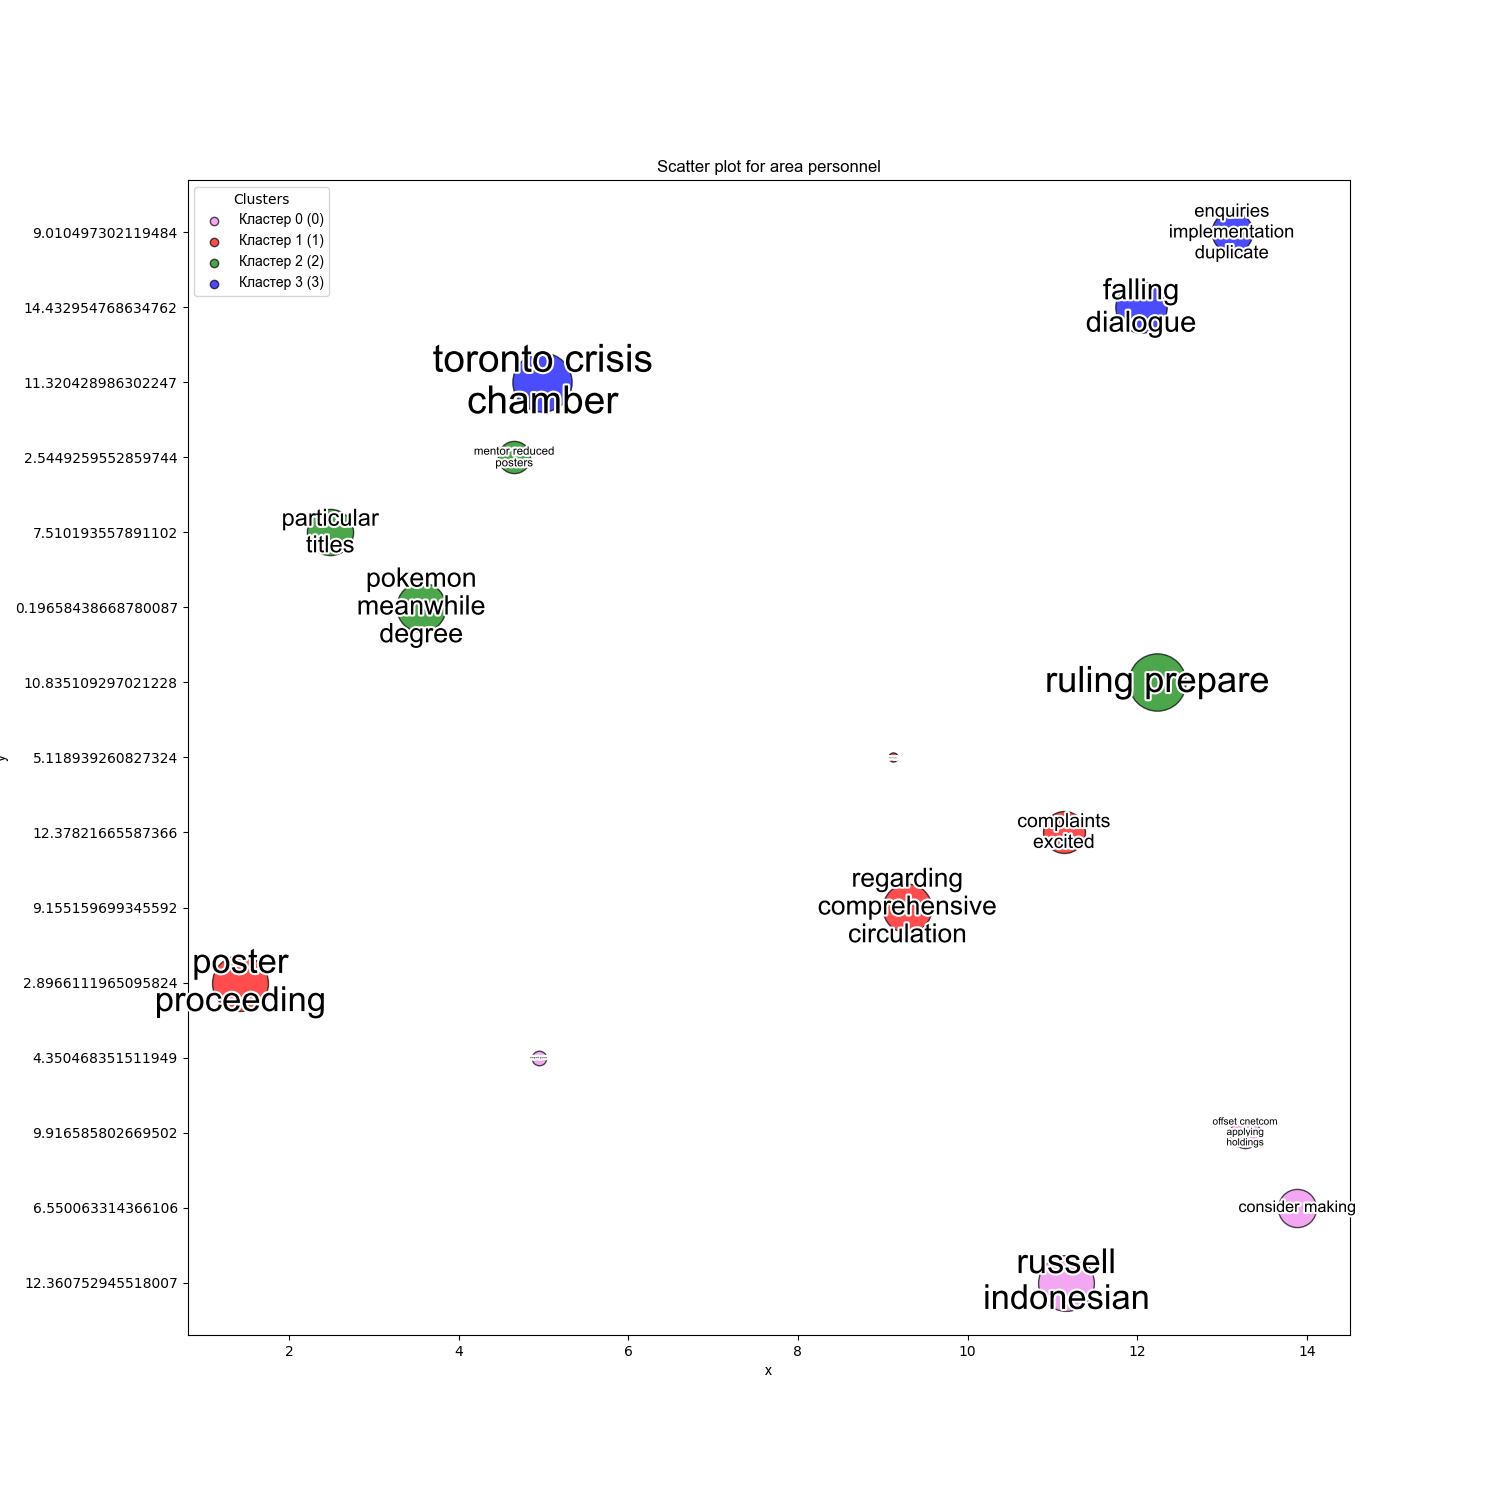 Scatter plot for area personnel
Clusters
Кластер 0 (0)
Кластер 1 (1)
Кластер 2 (2)
Кластер 3 (3)
9.010497302119484
14.432954768634762
11.320428986302247
2.5449259552859744
7.510193557891102
0.19658438668780087
10.835109297021228
5.118939260827324
12.37821665587366
9.155159699345592
2.8966111965095824
4.350468351511949
9.916585802669502
6.550063314366106
12.360752945518007
y
enquiries
implementation
duplicate
falling
dialogue
toronto crisis
chamber
mentor reduced
posters
particular
titles
pokemon
meanwhile
degree
ruling prepare
complaints
excited
regarding
comprehensive
circulation
poster
proceeding
offset cnetcom
applying
holdings
consider making
russell
indonesian
2
4
6
8
10
12
14
x